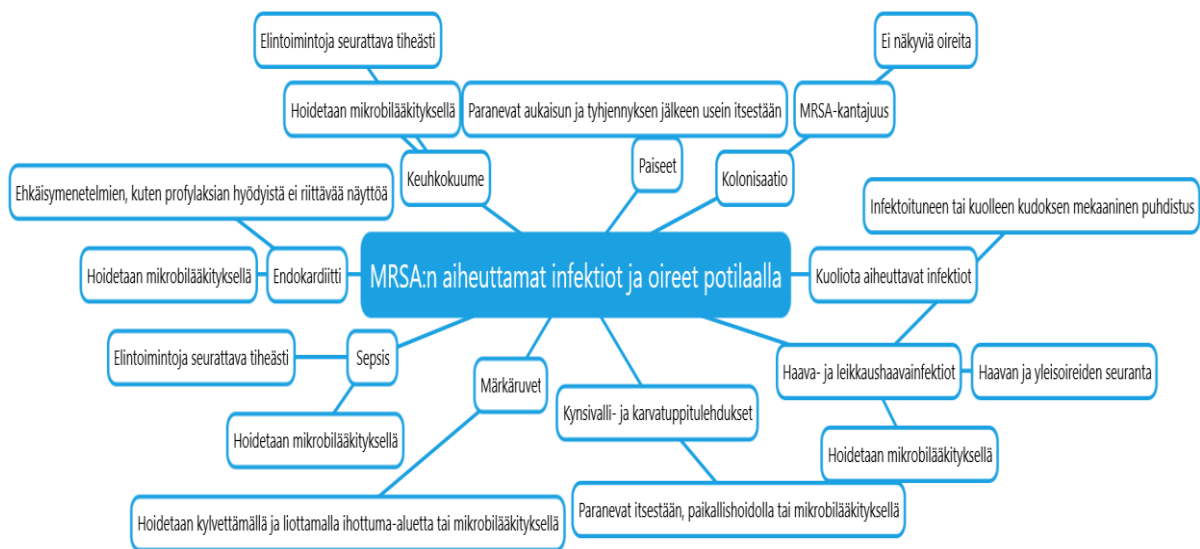 Elintoimintoja seurattava tiheästi
Ei näkyviä oireita
Hoidetaan mikrobilääkityksellä
Paranevat aukaisun ja tyhjennyksen jälkeen usein itsestään
MRSA-kantajuus
Keuhkokuume
Paiseet
Kolonisaatio
Ehkäisymenetelmien, kuten profylaksian hyödyistä ei riittävää näyttöä
Infektoituneen tai kuolleen kudoksen mekaaninen puhdistus
Hoidetaan mikrobilääkityksellä
Endokardiitti
MRSA:n aiheuttamat infektiot ja oireet potilaalla
Kuoliota aiheuttavat infektiot
Elintoimintoja seurattava tiheästi
Sepsis
Märkäruvet
Haava- ja leikkaushaavainfektiot
Haavan ja yleisoireiden seuranta
Kynsivalli- ja karvatuppitulehdukset
Hoidetaan mikrobilääkityksellä
Hoidetaan mikrobilääkityksellä
Hoidetaan kylvettämällä ja liottamalla ihottuma-aluetta tai mikrobilääkityksellä
Paranevat itsestään, paikallishoidolla tai mikrobilääkityksellä